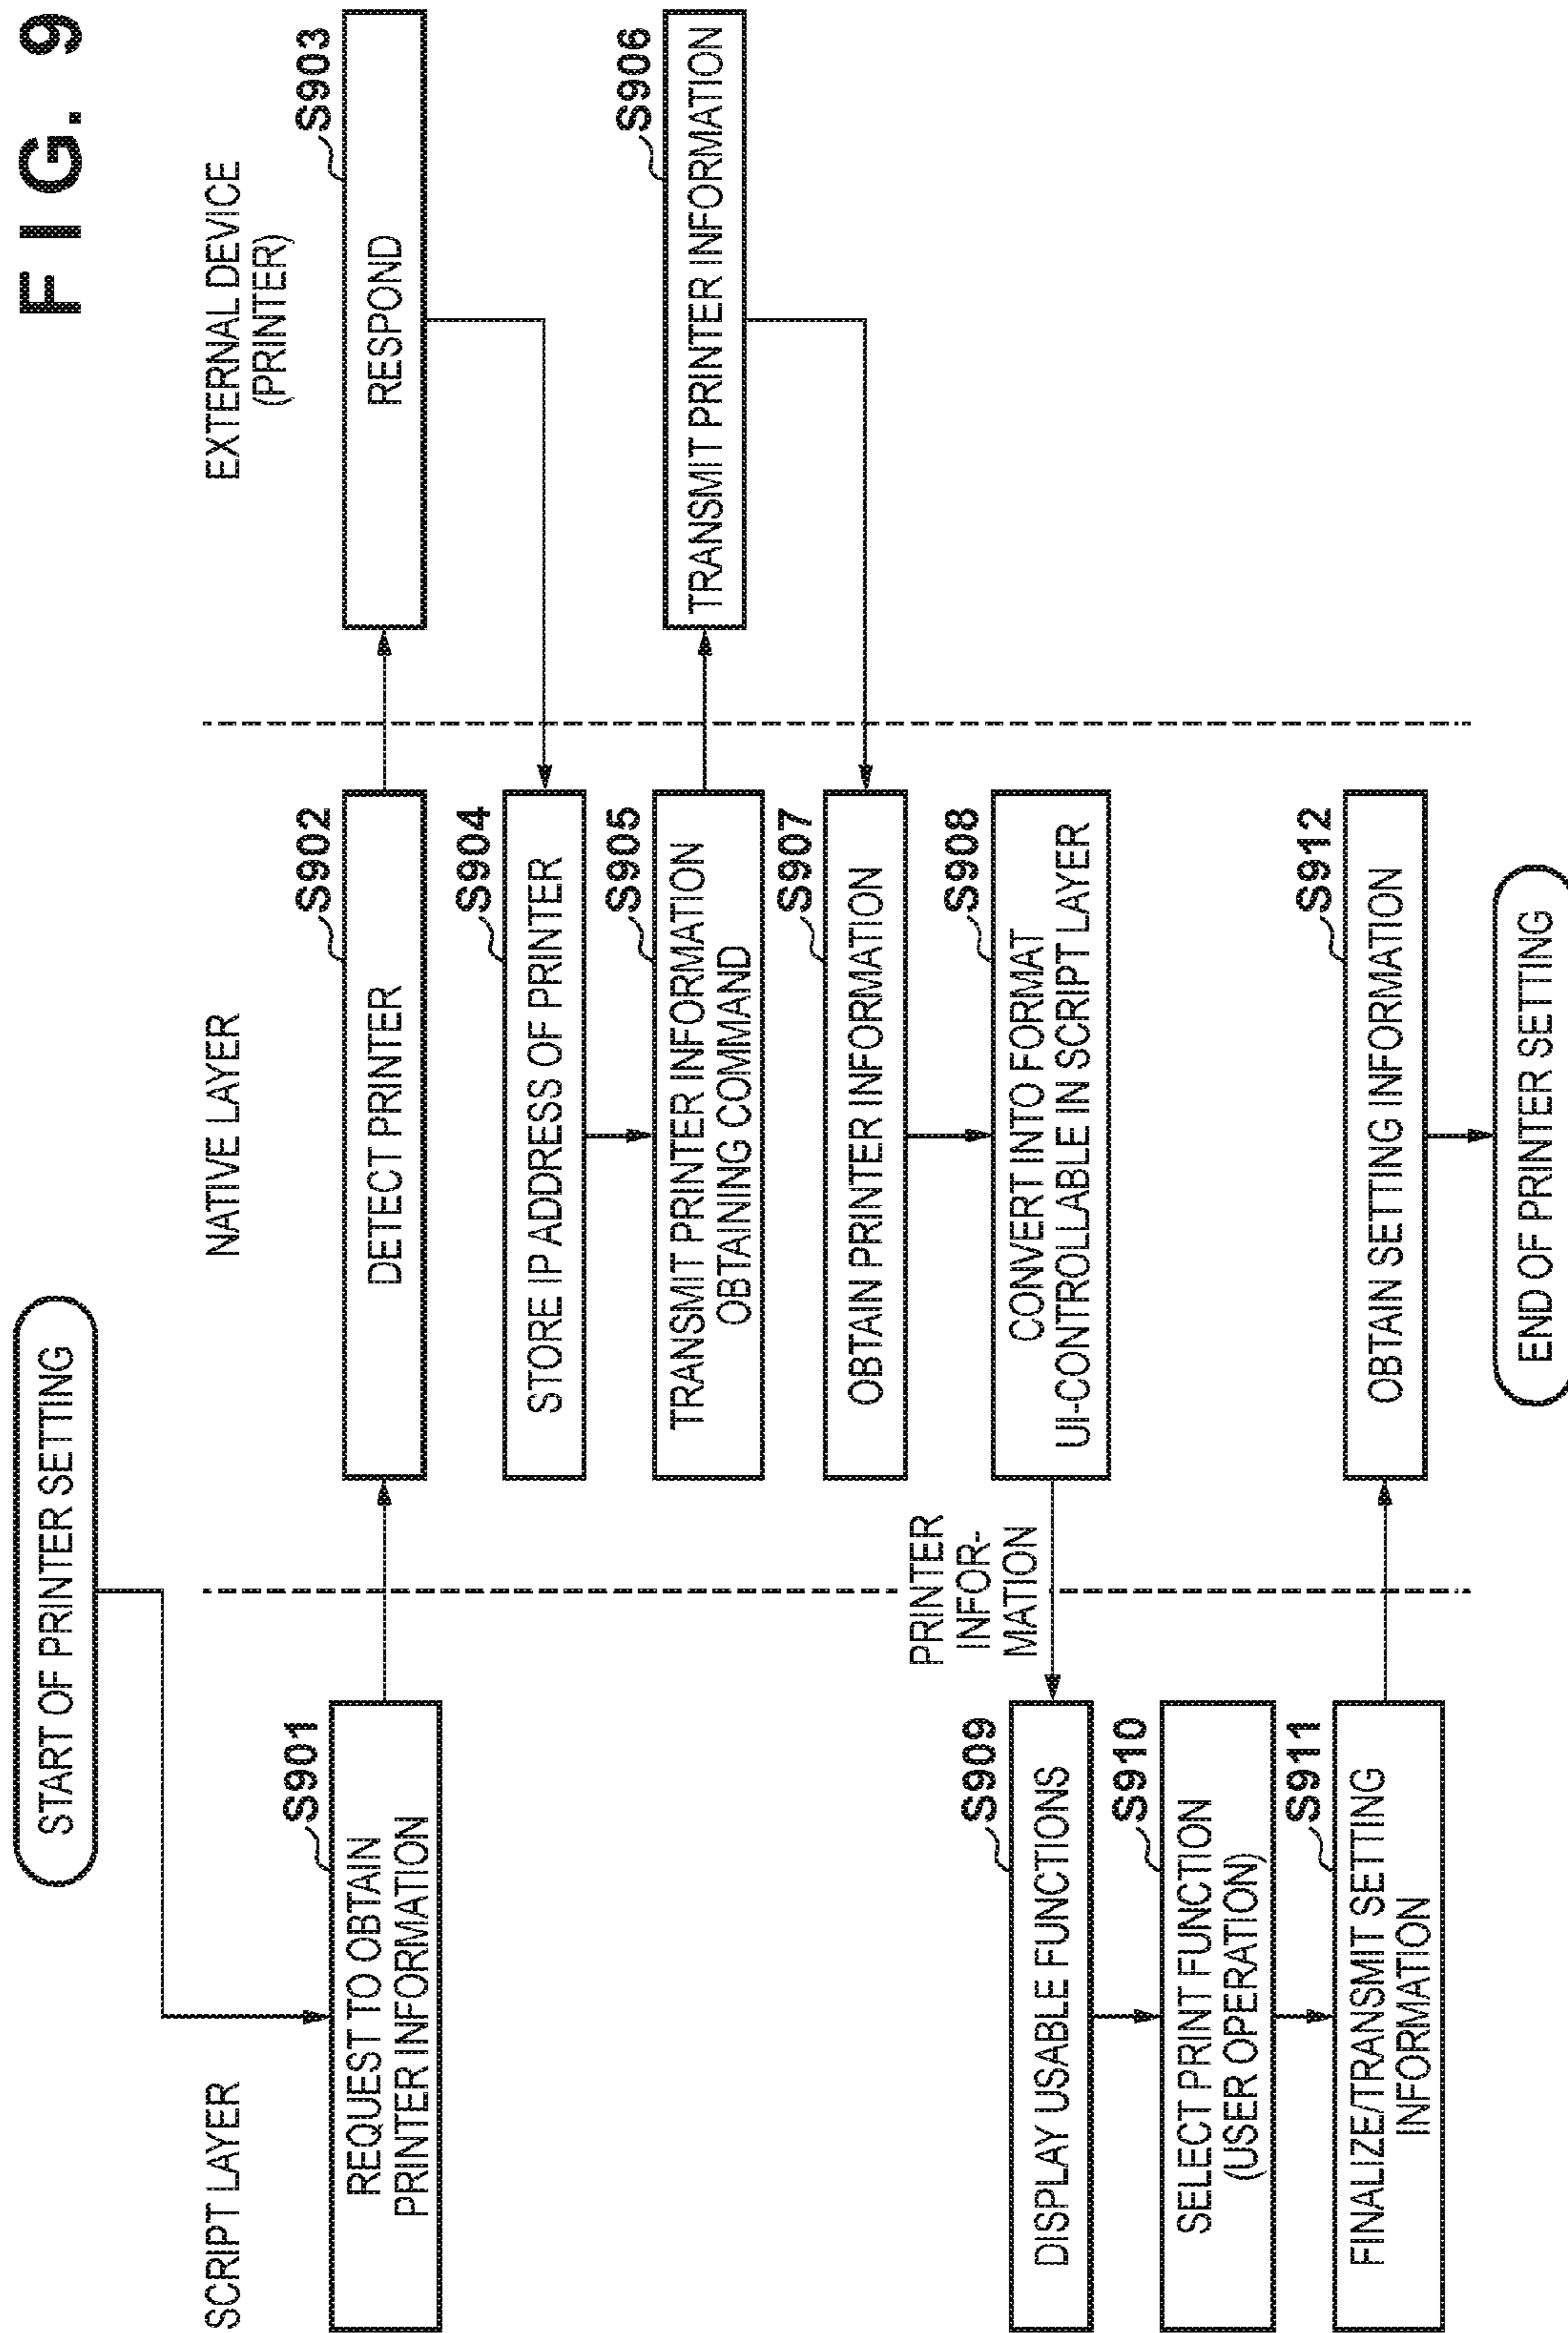 FIG. 9
START OF PRINTER SETTING
SCRIPT LAYER
NATIVE LAYER
EXTERNAL DEVICE
(PRINTER)
S901
REQUEST TO OBTAIN
PRINTER INFORMATION
S902
DETECT PRINTER
S903
RESPOND
S904
STORE IP ADDRESS OF PRINTER
S905
TRANSMIT PRINTER INFORMATION
OBTAINING COMMAND
S906
TRANSMIT PRINTER INFORMATION
S907
OBTAIN PRINTER INFORMATION
S908
CONVERT INTO FORMAT
UI-CONTROLLABLE IN SCRIPT LAYER
PRINTER
INFOR-
MATION
S909
DISPLAY USABLE FUNCTIONS
S910
SELECT PRINT FUNCTION
(USER OPERATION)
S911
FINALIZE/TRANSMIT SETTING
INFORMATION
S912
OBTAIN SETTING INFORMATION
END OF PRINTER SETTING